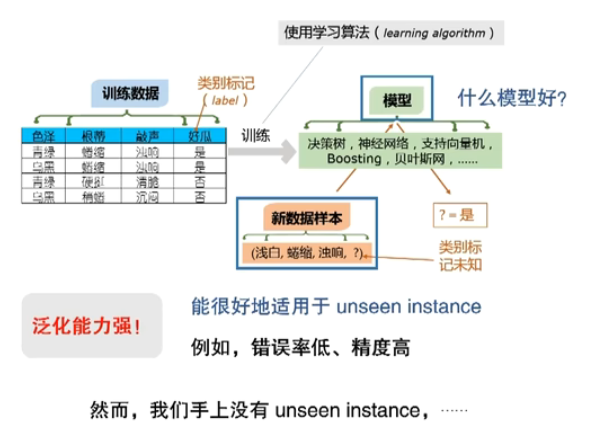 使用学习算法（learning algorithm）
类别标记
（label）
训练数据
模型
什么模型好？
色泽 根蒂 敲声 好瓜
青绿 蜷缩 浊响 是
乌黑 蜷缩 浊响 是
青绿 硬挺 清脆 否
乌黑 稍蜷 沉闷 否
训练
决策树，神经网络，支持向量机，
Boosting，贝叶斯网，……
新数据样本
(浅白, 蜷缩, 浊响, ?)
? = 是
类别标
记未知
泛化能力强！
能很好地适用于 unseen instance
例如，错误率低、精度高
然而，我们手上没有 unseen instance，……